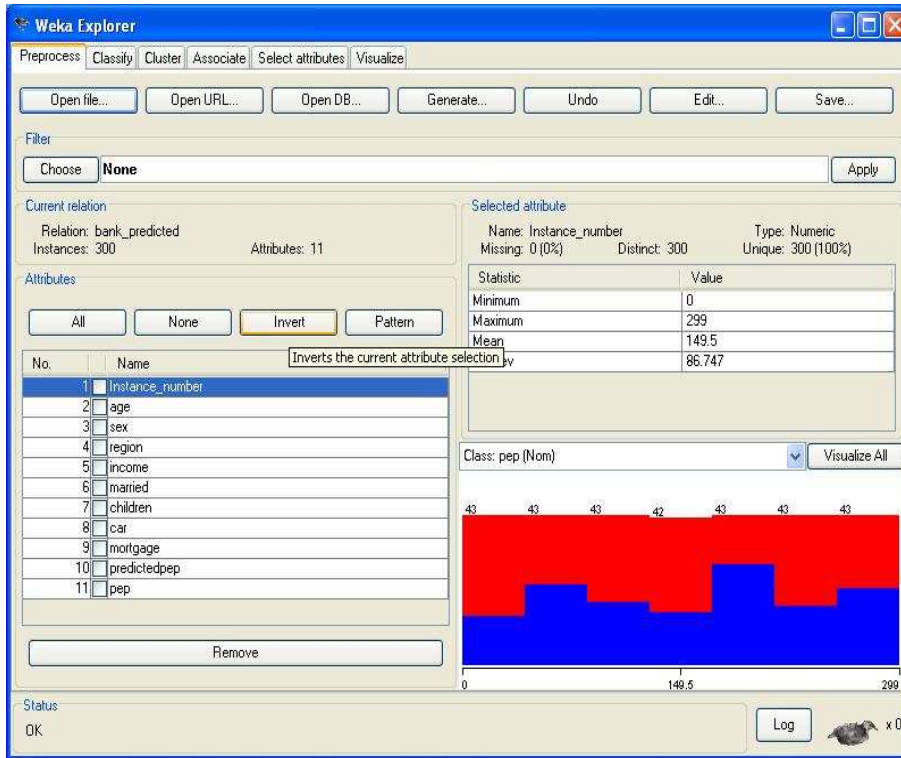 Weka Explorer
Preprocess Classify Cluster Associate Select attributes Visualize
Open file... Open URL... Open DB... Generate... Undo Edit... Save...
Filter
Choose None Apply
Current relation
Relation: bank_predicted
Instances: 300 Attributes: 11
Attributes
All None Invert Pattern
Inverts the current attribute selection
No. Name
1 Instance_number
2 age
3 sex
4 region
5 income
6 married
7 children
8 car
9 mortgage
10 predictedpep
11 pep
Remove
Selected attribute
Name: Instance_number Type: Numeric
Missing: 0 (0%) Distinct: 300 Unique: 300 (100%)
Statistic Value
Minimum 0
Maximum 299
Mean 149.5
86.747
Class: pep (Nom) Visualize All
43 43 43 42 43 43 43
0 149.5 299
Status
OK
Log x 0